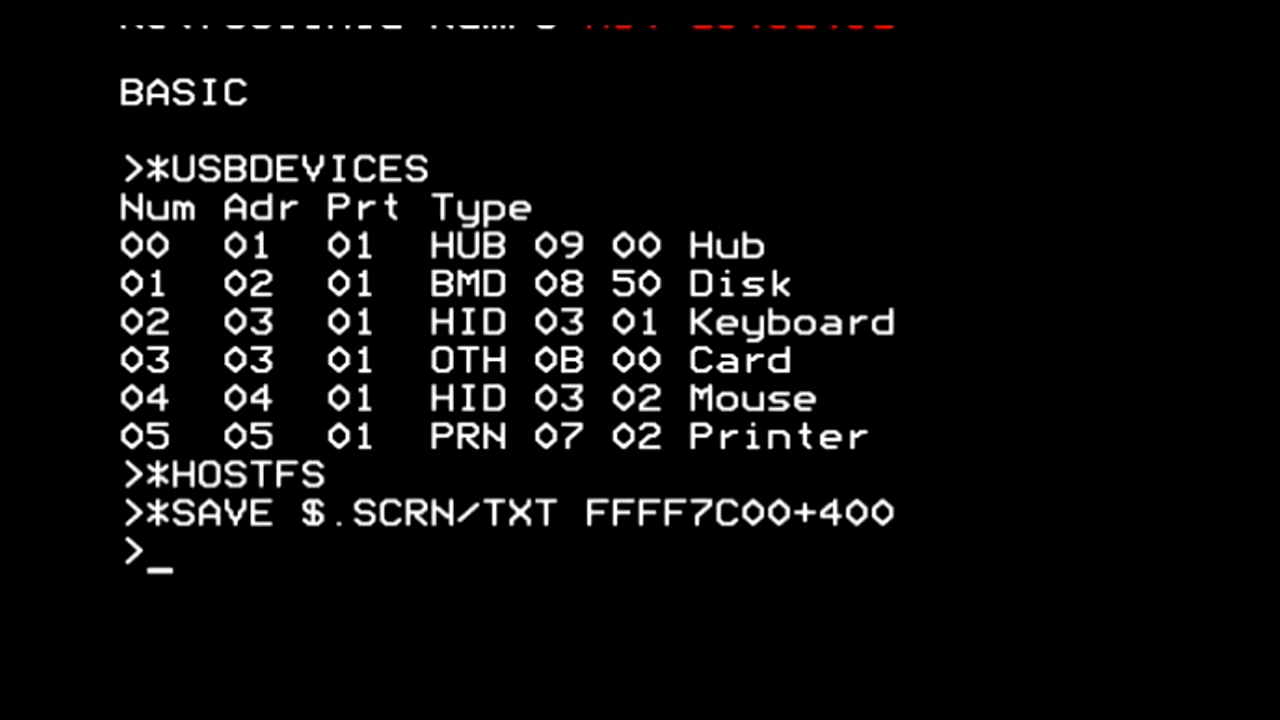 BASIC
>*USBDEVICES
Num Adr Prt Type
00 01 01 HUB 09 00 Hub
01 02 01 BMD 08 50 Disk
02 03 01 HID 03 01 Keyboard
03 03 01 OTH 0B 00 Card
04 04 01 HID 03 02 Mouse
05 05 01 PRN 07 02 Printer
>*HOSTFS
>*SAVE $.SCRN/TXT FFFF7C00+400
>_